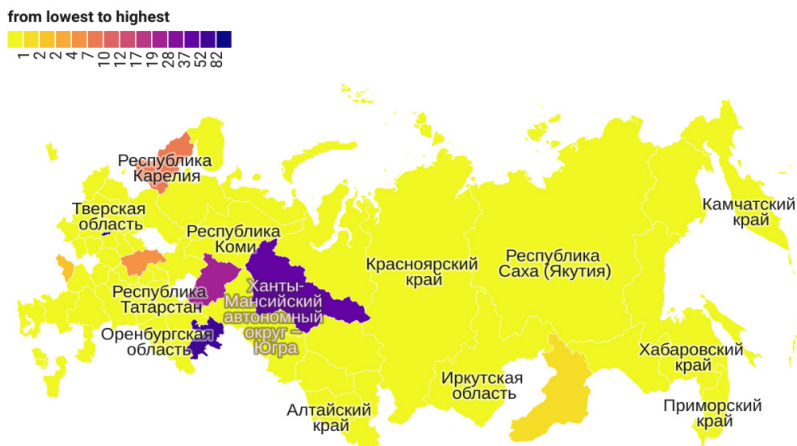 from lowest to highest
1 2 2 4 7 10 12 17 19 28 37 52 82
Республика
Карелия
Тверская
область
Республика
Коми
Камчатский
край
Красноярский
край
Республика
Саха (Якутия)
Республика
Татарстан
Ханты-
Мансийский
автономный
округ –
Югра
Оренбургская
область
Хабаровский
край
Иркутская
область
Алтайский
край
Приморский
край